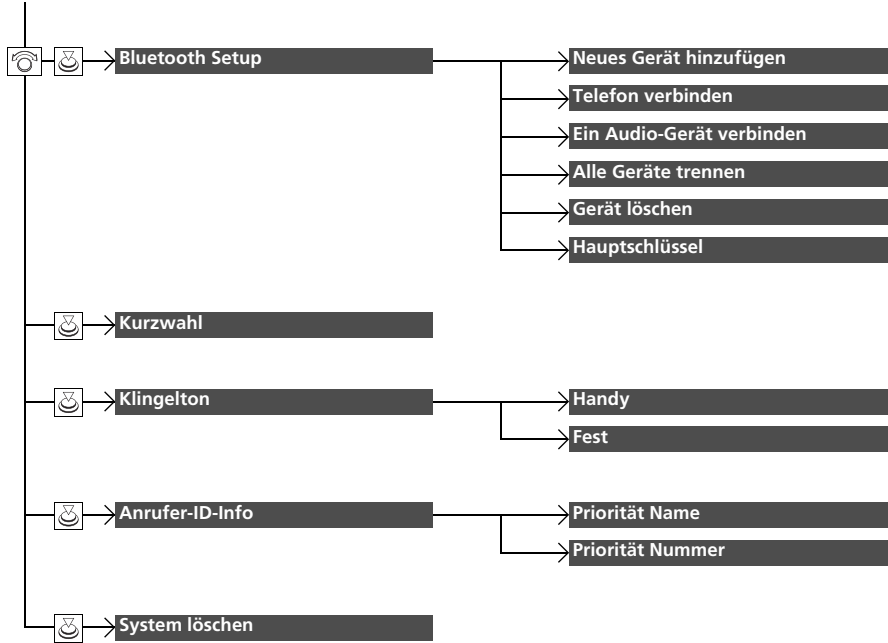 Bluetooth Setup
Neues Gerät hinzufügen
Telefon verbinden
Ein Audio-Gerät verbinden
Alle Geräte trennen
Gerät löschen
Hauptschlüssel
Kurzwahl
Klingelton
Handy
Fest
Anrufer-ID-Info
Priorität Name
Priorität Nummer
System löschen